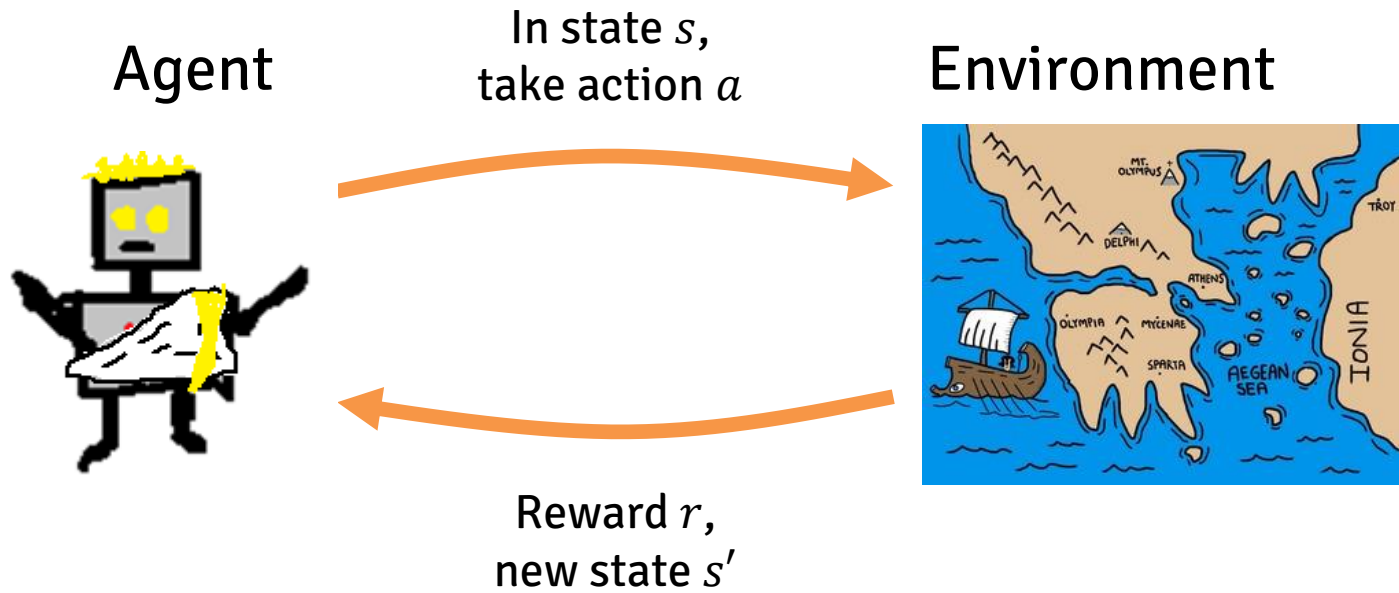 Agent
In state s,
take action a
Environment
MT.
OLYMPUS
TROY
DELPHI
ATHENS
OLYMPIA
MYCENAE
SPARTA
AEGEAN
SEA
IONIA
Reward r,
new state s′